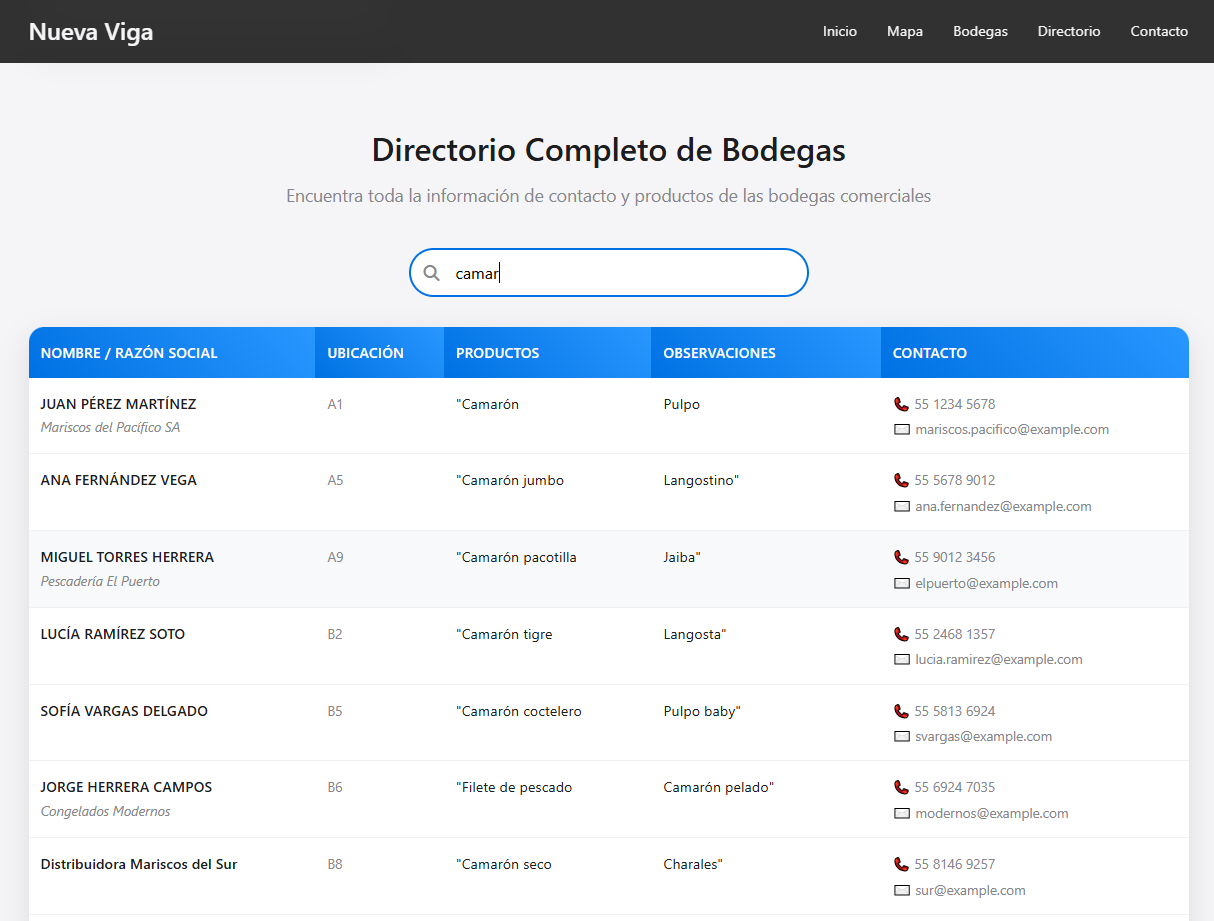 Nueva Viga
Inicio Mapa Bodegas Directorio Contacto
Directorio Completo de Bodegas
Encuentra toda la información de contacto y productos de las bodegas comerciales
camar
NOMBRE / RAZÓN SOCIAL UBICACIÓN PRODUCTOS OBSERVACIONES CONTACTO
JUAN PÉREZ MARTÍNEZ A1 "Camarón Pulpo 55 1234 5678
Mariscos del Pacífico SA mariscos.pacifico@example.com
ANA FERNÁNDEZ VEGA A5 "Camarón jumbo Langostino" 55 5678 9012
ana.fernandez@example.com
MIGUEL TORRES HERRERA A9 "Camarón pacotilla Jaiba" 55 9012 3456
Pescadería El Puerto elpuerto@example.com
LUCÍA RAMÍREZ SOTO B2 "Camarón tigre Langosta" 55 2468 1357
lucia.ramirez@example.com
SOFÍA VARGAS DELGADO B5 "Camarón coctelero Pulpo baby" 55 5813 6924
svargas@example.com
JORGE HERRERA CAMPOS B6 "Filete de pescado Camarón pelado" 55 6924 7035
Congelados Modernos modernos@example.com
Distribuidora Mariscos del Sur B8 "Camarón seco Charales" 55 8146 9257
sur@example.com